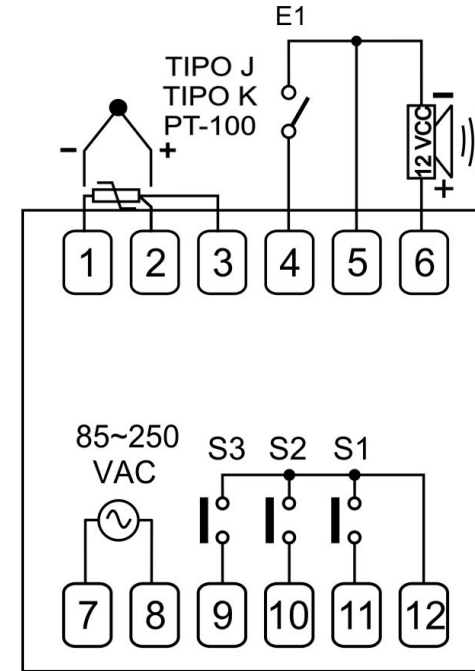 E1
TIPO J
TIPO K
PT-100
- +
-
12 VCC
+
1 2 3 4 5 6
85~250
VAC
S3 S2 S1
7 8 9 10 11 12